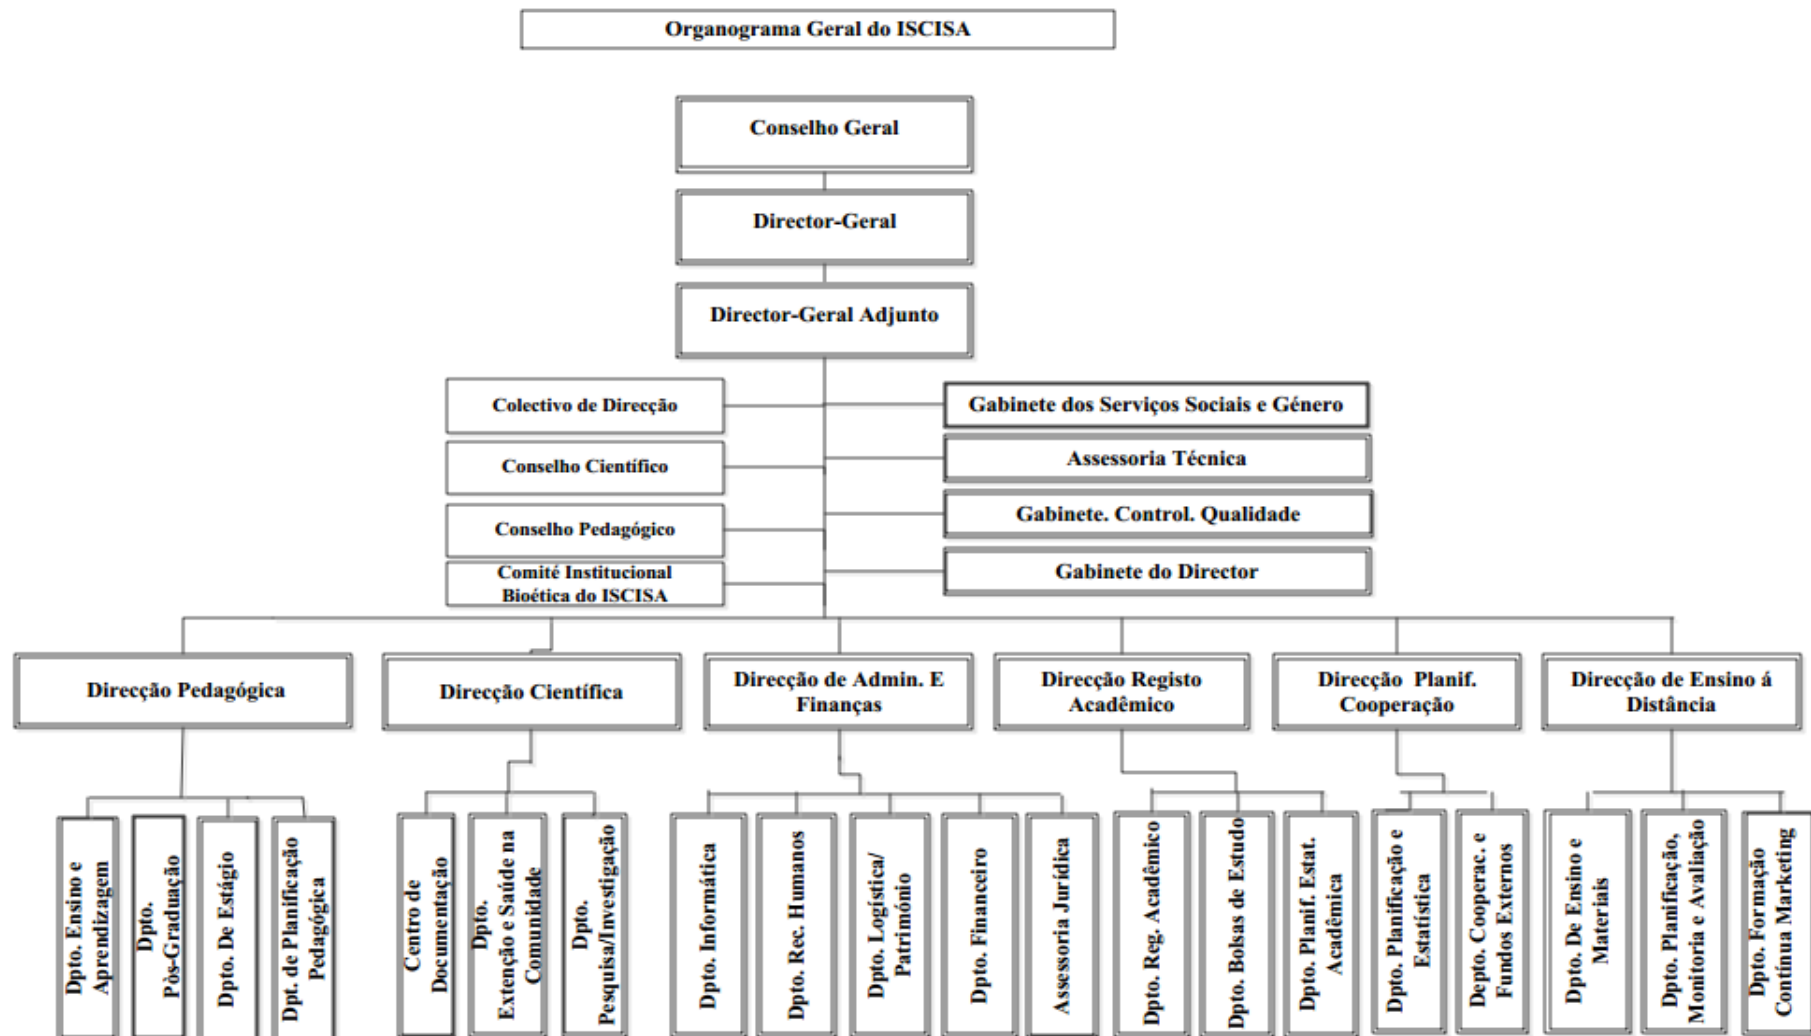 Organograma Geral do ISCISA
Conselho Geral
Director-Geral
Director-Geral Adjunto
Colectivo de Direcção
Gabinete dos Serviços Sociais e Género
Conselho Científico
Assessoria Técnica
Conselho Pedagógico
Gabinete. Control. Qualidade
Comité Institucional
Bioética do ISCISA
Gabinete do Director
Direcção Pedagógica
Direcção Científica
Direcção de Admin. E
Finanças
Direcção Registo
Acadêmico
Direcção Planif.
Cooperação
Direcção de Ensino á
Distância
Dpto. Ensino e
Aprendizagem
Dpto.
Pòs-Graduação
Dpto. De Estágio
Dpt. de Planificação
Pedagógica
Centro de
Documentação
Dpto.
Extenção e Saúde na
Comunidade
Dpto.
Pesquisa/Investigação
Dpto. Informática
Dpto. Rec. Humanos
Dpto. Logística/
Património
Dpto. Financeiro
Assessoria Jurídica
Dpto. Reg. Acadêmico
Dpto. Bolsas de Estudo
Dpto. Planif. Estat.
Acadêmica
Dpto. Planificação e
Estatística
Depto. Cooperac. e
Fundos Externos
Dpto. De Ensino e
Materiais
Dpto. Planificação,
Monitoria e Avaliação
Dpto. Formação
Contínua Marketing